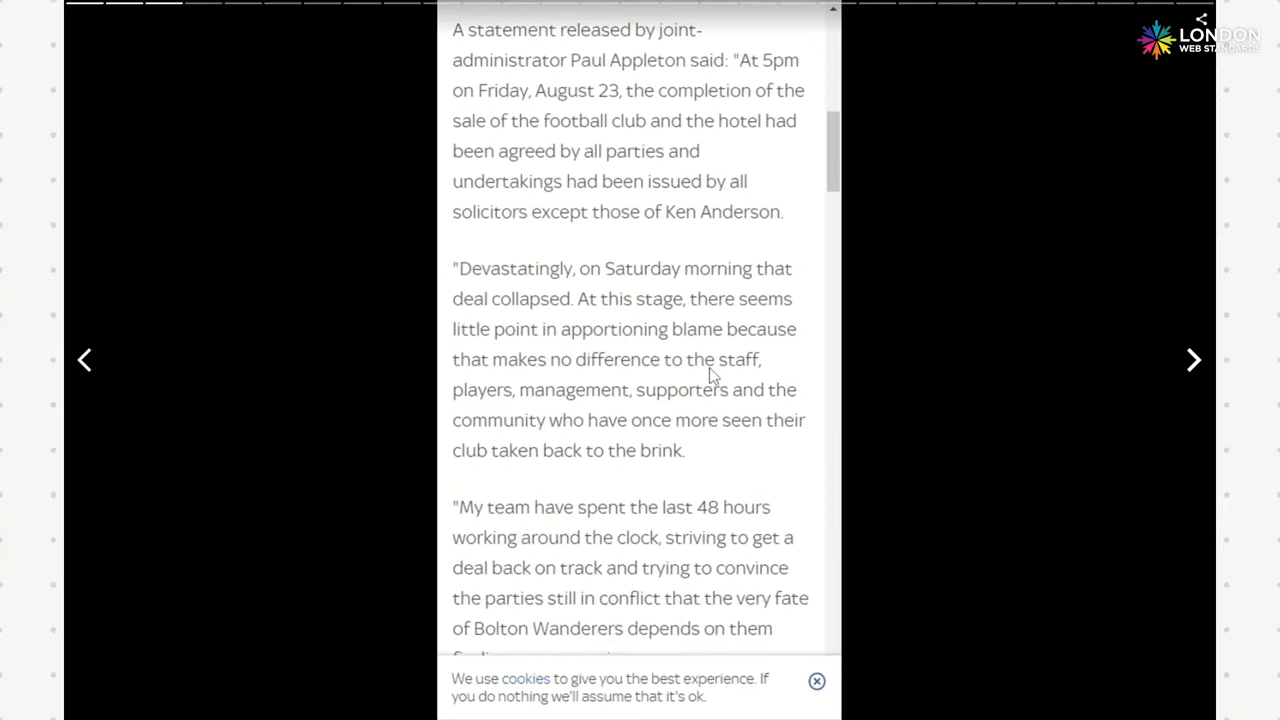 LONDON
WEB STANDARDS
A statement released by joint-
administrator Paul Appleton said: "At 5pm
on Friday, August 23, the completion of the
sale of the football club and the hotel had
been agreed by all parties and
undertakings had been issued by all
solicitors except those of Ken Anderson.
"Devastatingly, on Saturday morning that
deal collapsed. At this stage, there seems
little point in apportioning blame because
that makes no difference to the staff,
players, management, supporters and the
community who have once more seen their
club taken back to the brink.
"My team have spent the last 48 hours
working around the clock, striving to get a
deal back on track and trying to convince
the parties still in conflict that the very fate
of Bolton Wanderers depends on them
We use cookies to give you the best experience. If
you do nothing we'll assume that it's ok.